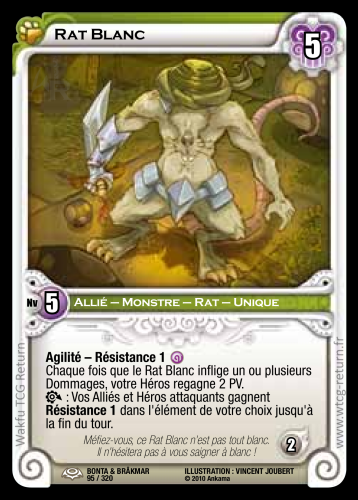 Rat Blanc
5
Nv 5 Allié – Monstre – Rat – Unique
Agilité – Résistance 1
Chaque fois que le Rat Blanc inflige un ou plusieurs
Dommages, votre Héros regagne 2 PV.
: Vos Alliés et Héros attaquants gagnent
Résistance 1 dans l'élément de votre choix jusqu'à
la fin du tour.
Méfiez-vous, ce Rat Blanc n'est pas tout blanc.
Il n'hésitera pas à vous saigner à blanc !
2
BONTA & BRÂKMAR
95 / 320
ILLUSTRATION : VINCENT JOUBERT
© 2010 Ankama
Wakfu TCG Return
www.wtcg-return.fr